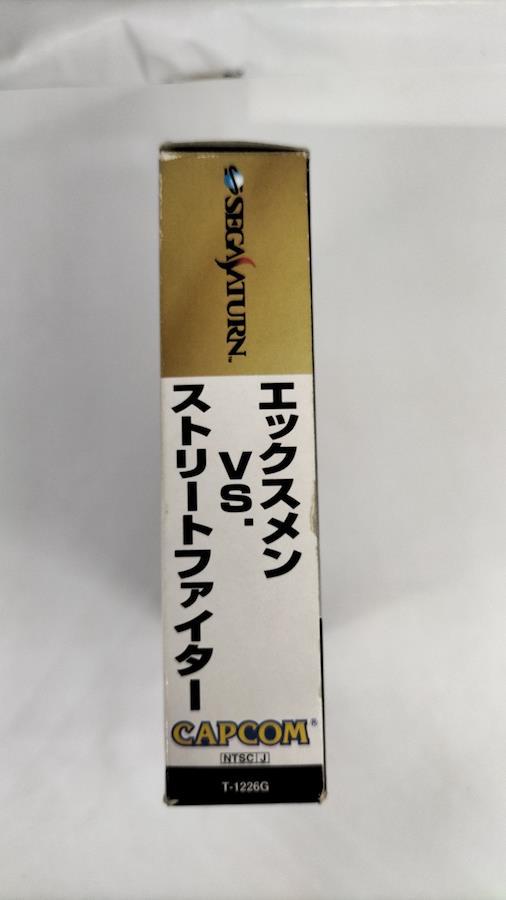 SEGA SATURN™
エックスメン
VS.
ストリートファイター
CAPCOM®
NTSC J
T-1226G